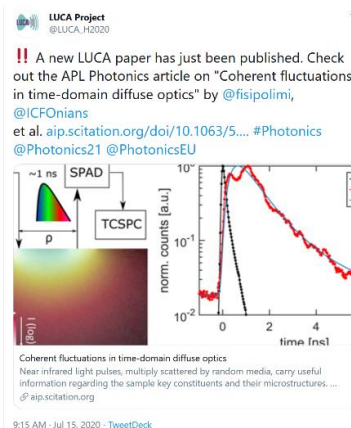 LUCA Project
@LUCA_H2020
‼ A new LUCA paper has just been published. Check
out the APL Photonics article on "Coherent fluctuations
in time-domain diffuse optics" by @fisipolimi,
@ICFOnians
et al. aip.scitation.org/doi/10.1063/5.... #Photonics
@Photonics21 @PhotonicsEU
~1 ns
SPAD
TCSPC
ρ
I (log)
norm. counts [a.u.]
10⁰
10⁻¹
10⁻²
0 2 4
time [ns]
Coherent fluctuations in time-domain diffuse optics
Near infrared light pulses, multiply scattered by random media, carry useful
information regarding the sample key constituents and their microstructures. ...
aip.scitation.org
9:15 AM · Jul 15, 2020 · TweetDeck